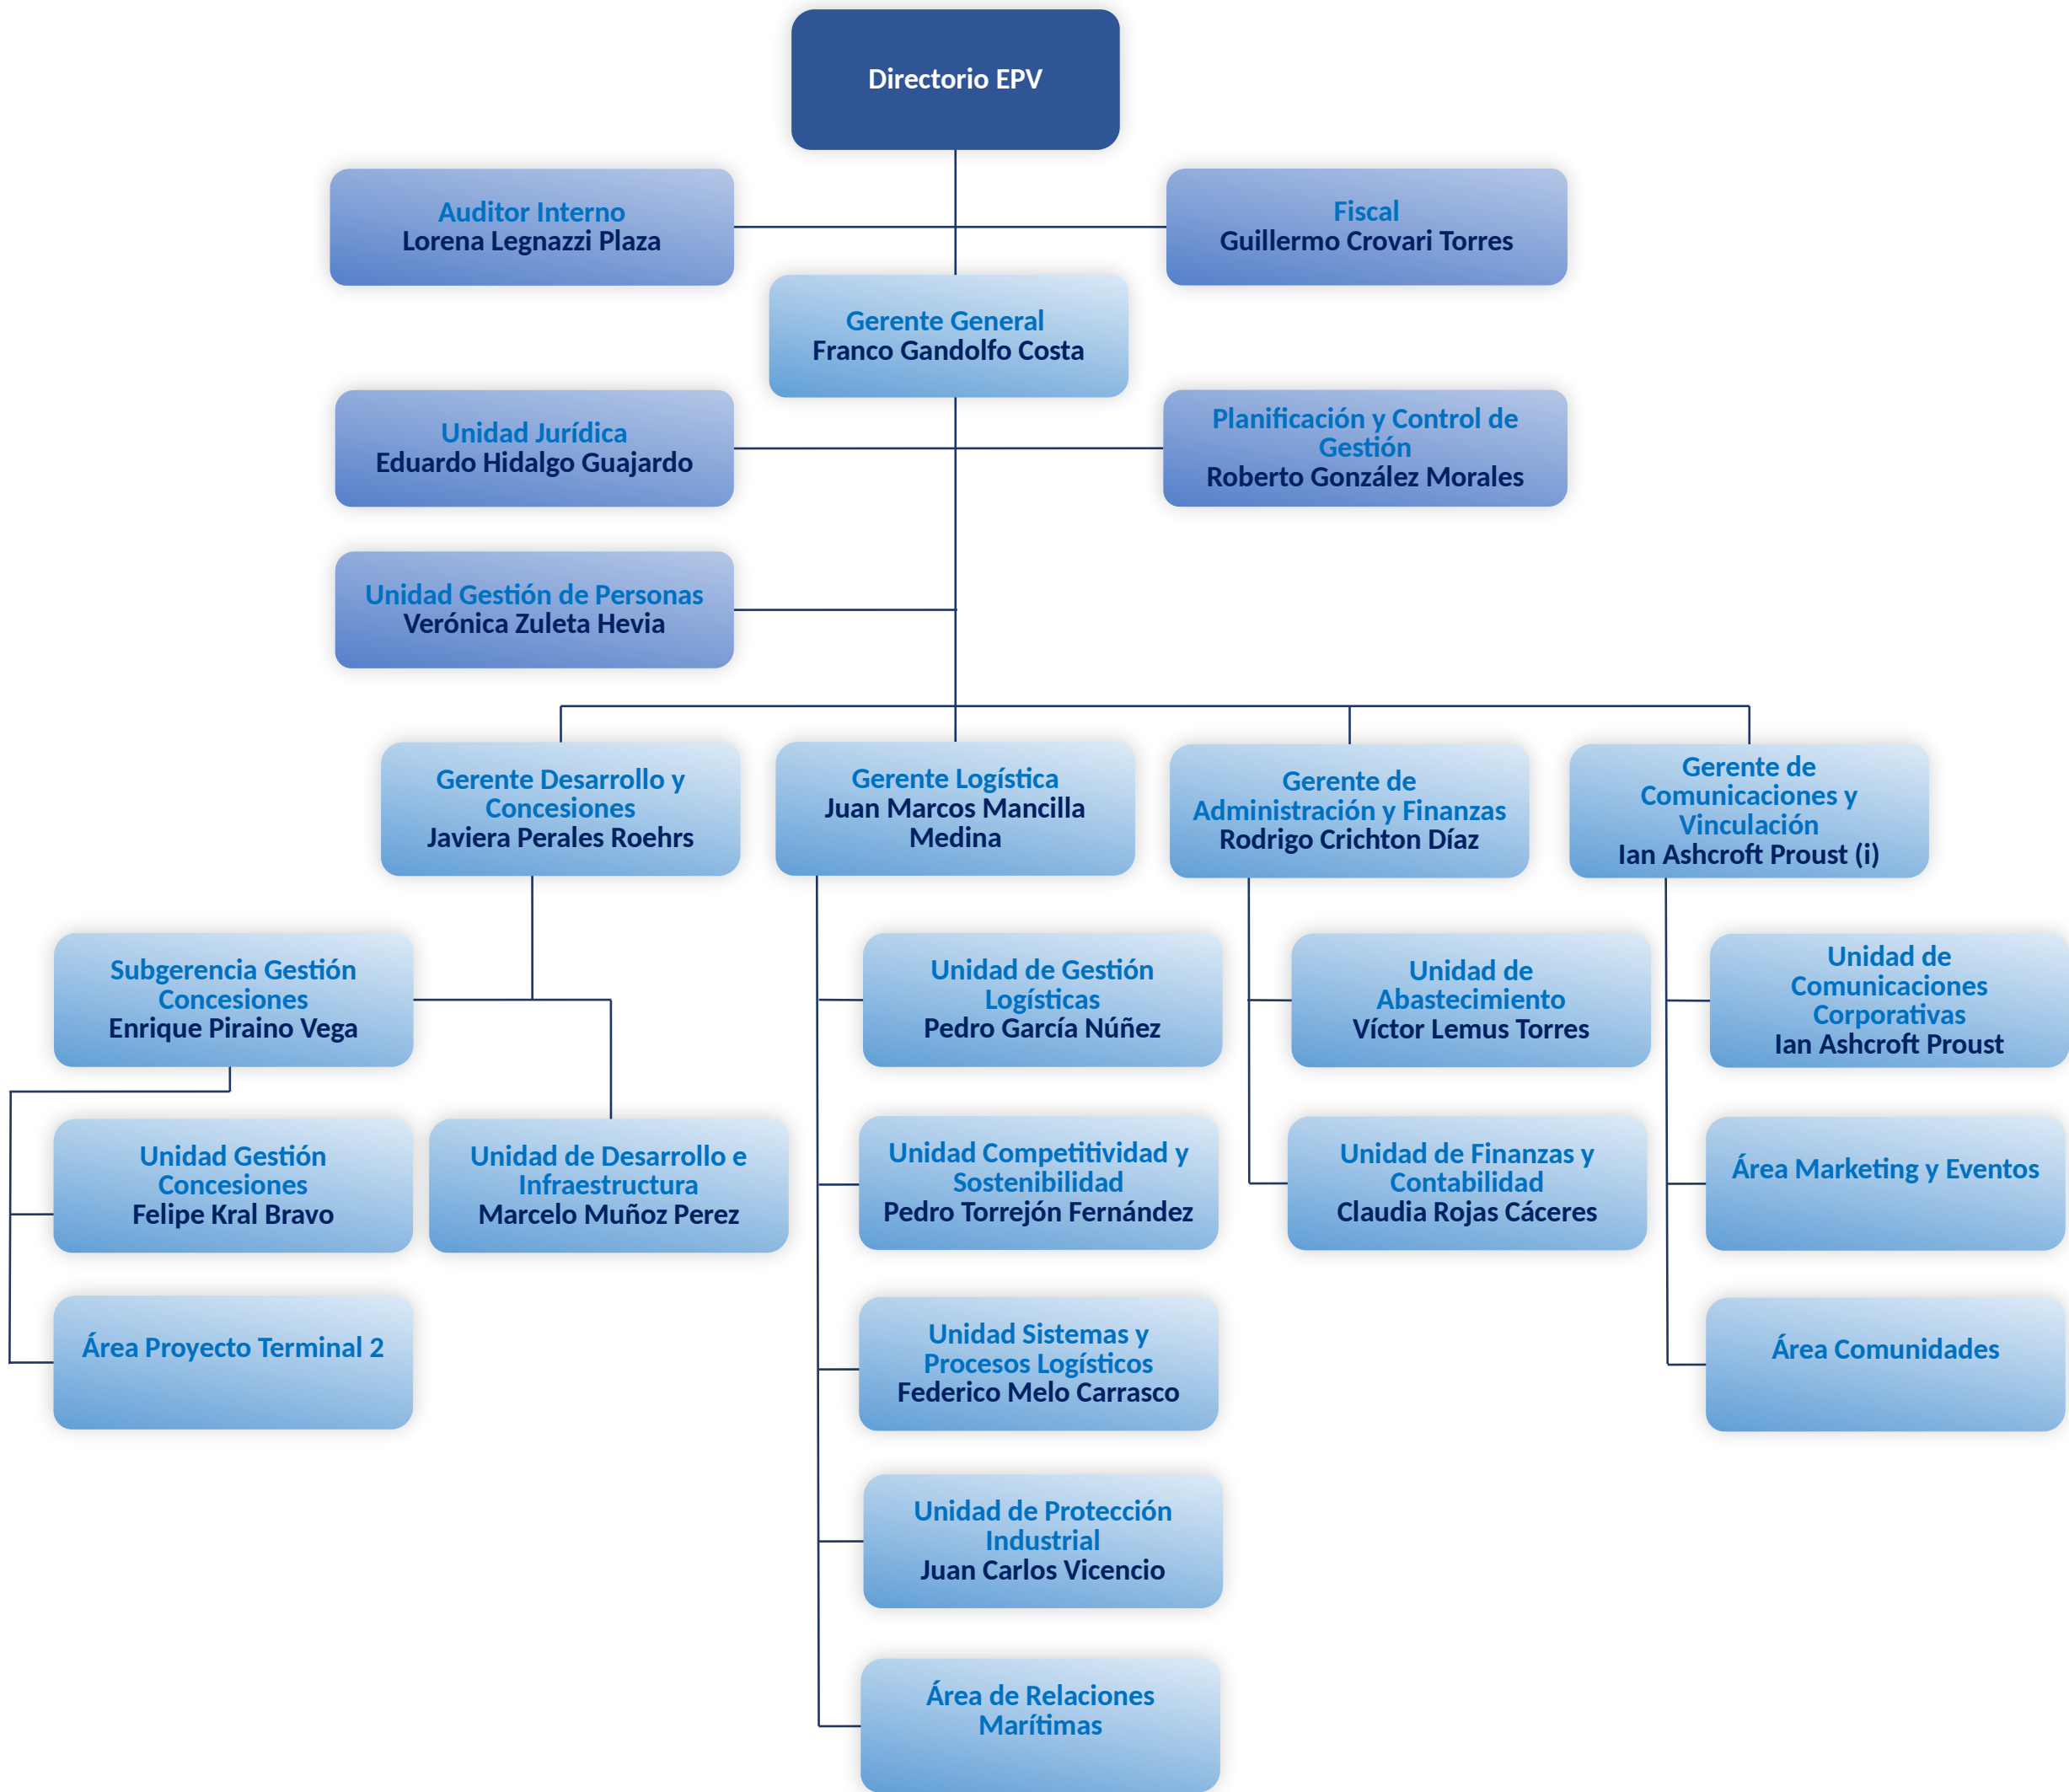 Directorio EPV
Auditor Interno
Lorena Legnazzi Plaza
Fiscal
Guillermo Crovari Torres
Gerente General
Franco Gandolfo Costa
Unidad Jurídica
Eduardo Hidalgo Guajardo
Planificación y Control de
Gestión
Roberto González Morales
Unidad Gestión de Personas
Verónica Zuleta Hevia
Gerente Desarrollo y
Concesiones
Javiera Perales Roehrs
Gerente Logística
Juan Marcos Mancilla
Medina
Gerente de
Administración y Finanzas
Rodrigo Crichton Díaz
Gerente de
Comunicaciones y
Vinculación
Ian Ashcroft Proust (i)
Subgerencia Gestión
Concesiones
Enrique Piraino Vega
Unidad de Gestión
Logísticas
Pedro García Núñez
Unidad de
Abastecimiento
Víctor Lemus Torres
Unidad de
Comunicaciones
Corporativas
Ian Ashcroft Proust
Unidad Gestión
Concesiones
Felipe Kral Bravo
Unidad de Desarrollo e
Infraestructura
Marcelo Muñoz Perez
Unidad Competitividad y
Sostenibilidad
Pedro Torrejón Fernández
Unidad de Finanzas y
Contabilidad
Claudia Rojas Cáceres
Área Marketing y Eventos
Área Proyecto Terminal 2
Unidad Sistemas y
Procesos Logísticos
Federico Melo Carrasco
Área Comunidades
Unidad de Protección
Industrial
Juan Carlos Vicencio
Área de Relaciones
Marítimas